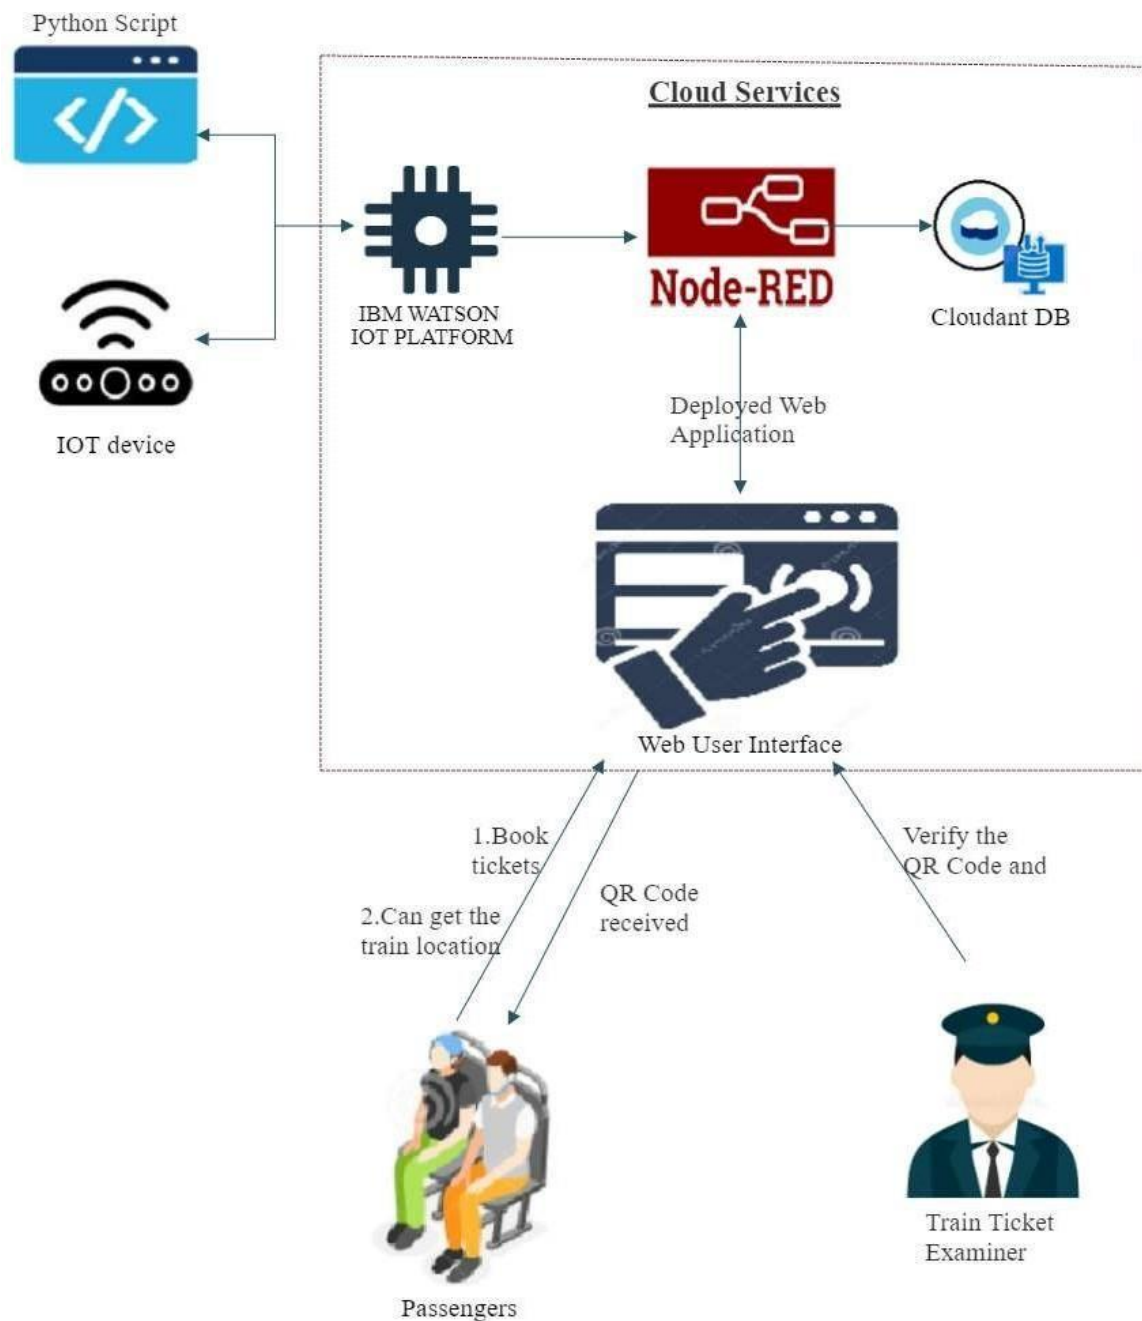 Python Script
Cloud Services
IBM WATSON
IOT PLATFORM
Node-RED
Cloudant DB
IOT device
Deployed Web
Application
Web User Interface
1.Book
tickets
2.Can get the
train location
QR Code
received
Verify the
QR Code and
Train Ticket
Examiner
Passengers